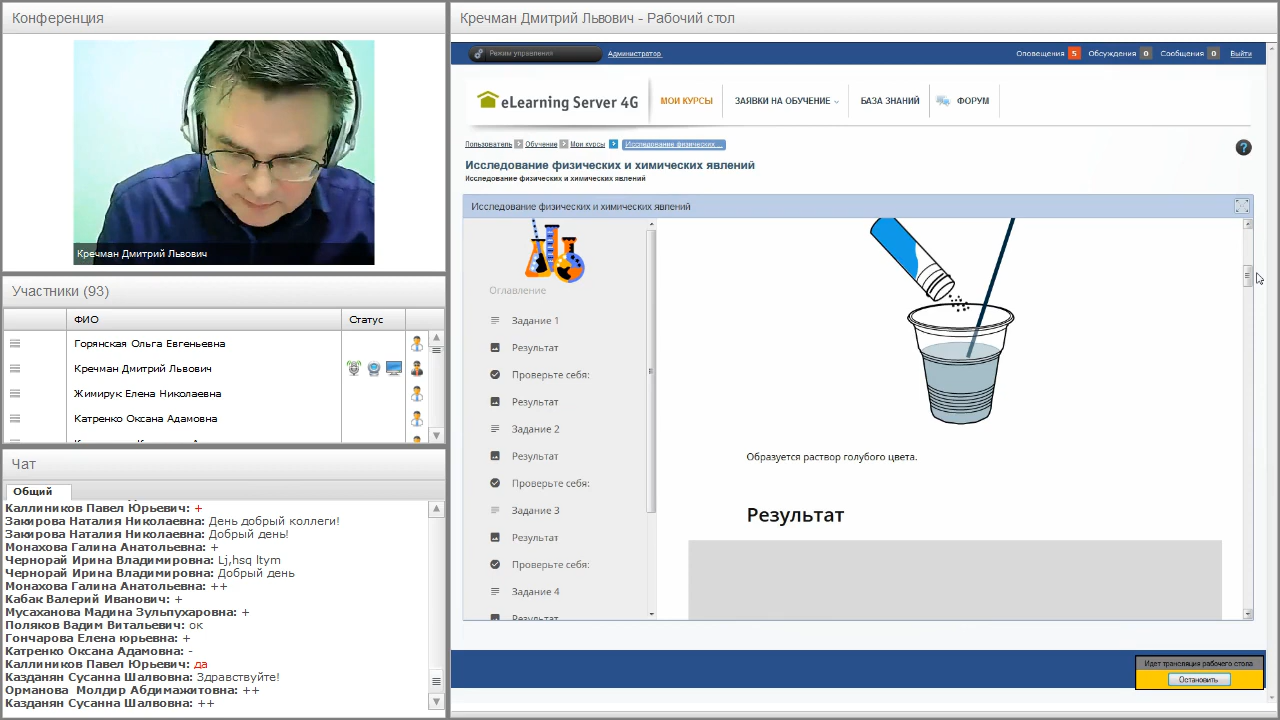 Конференция
Кречман Дмитрий Львович
Участники (93)
ФИО
Статус
Горянская Ольга Евгеньевна
Кречман Дмитрий Львович
Жимирук Елена Николаевна
Катренко Оксана Адамовна
Чат
Общий
Каллиников Павел Юрьевич: +
Закирова Наталия Николаевна: День добрый коллеги!
Закирова Наталия Николаевна: Добрый день!
Монахова Галина Анатольевна: +
Чернорай Ирина Владимировна: Lj,hsq ltym
Чернорай Ирина Владимировна: Добрый день
Монахова Галина Анатольевна: ++
Кабак Валерий Иванович: +
Мусаханова Мадина Зульпухаровна: +
Поляков Вадим Витальевич: ок
Гончарова Елена юрьевна: +
Катренко Оксана Адамовна: -
Каллиников Павел Юрьевич: да
Казданян Сусанна Шалвовна: Здравствуйте!
Орманова Молдир Абдимажитовна: ++
Казданян Сусанна Шалвовна: ++
Кречман Дмитрий Львович - Рабочий стол
Режим управления
Администратор
Оповещения 5 Обсуждения 0 Сообщения 0 Выйти
eLearning Server 4G
МОИ КУРСЫ
ЗАЯВКИ НА ОБУЧЕНИЕ
БАЗА ЗНАНИЙ
ФОРУМ
Пользователь Обучение Мои курсы Исследование физических ...
Исследование физических и химических явлений
Исследование физических и химических явлений
Исследование физических и химических явлений
Оглавление
Задание 1
Результат
Проверьте себя:
Результат
Задание 2
Результат
Проверьте себя:
Задание 3
Результат
Проверьте себя:
Задание 4
Результат
Образуется раствор голубого цвета.
Результат
Идет трансляция рабочего стола
Остановить